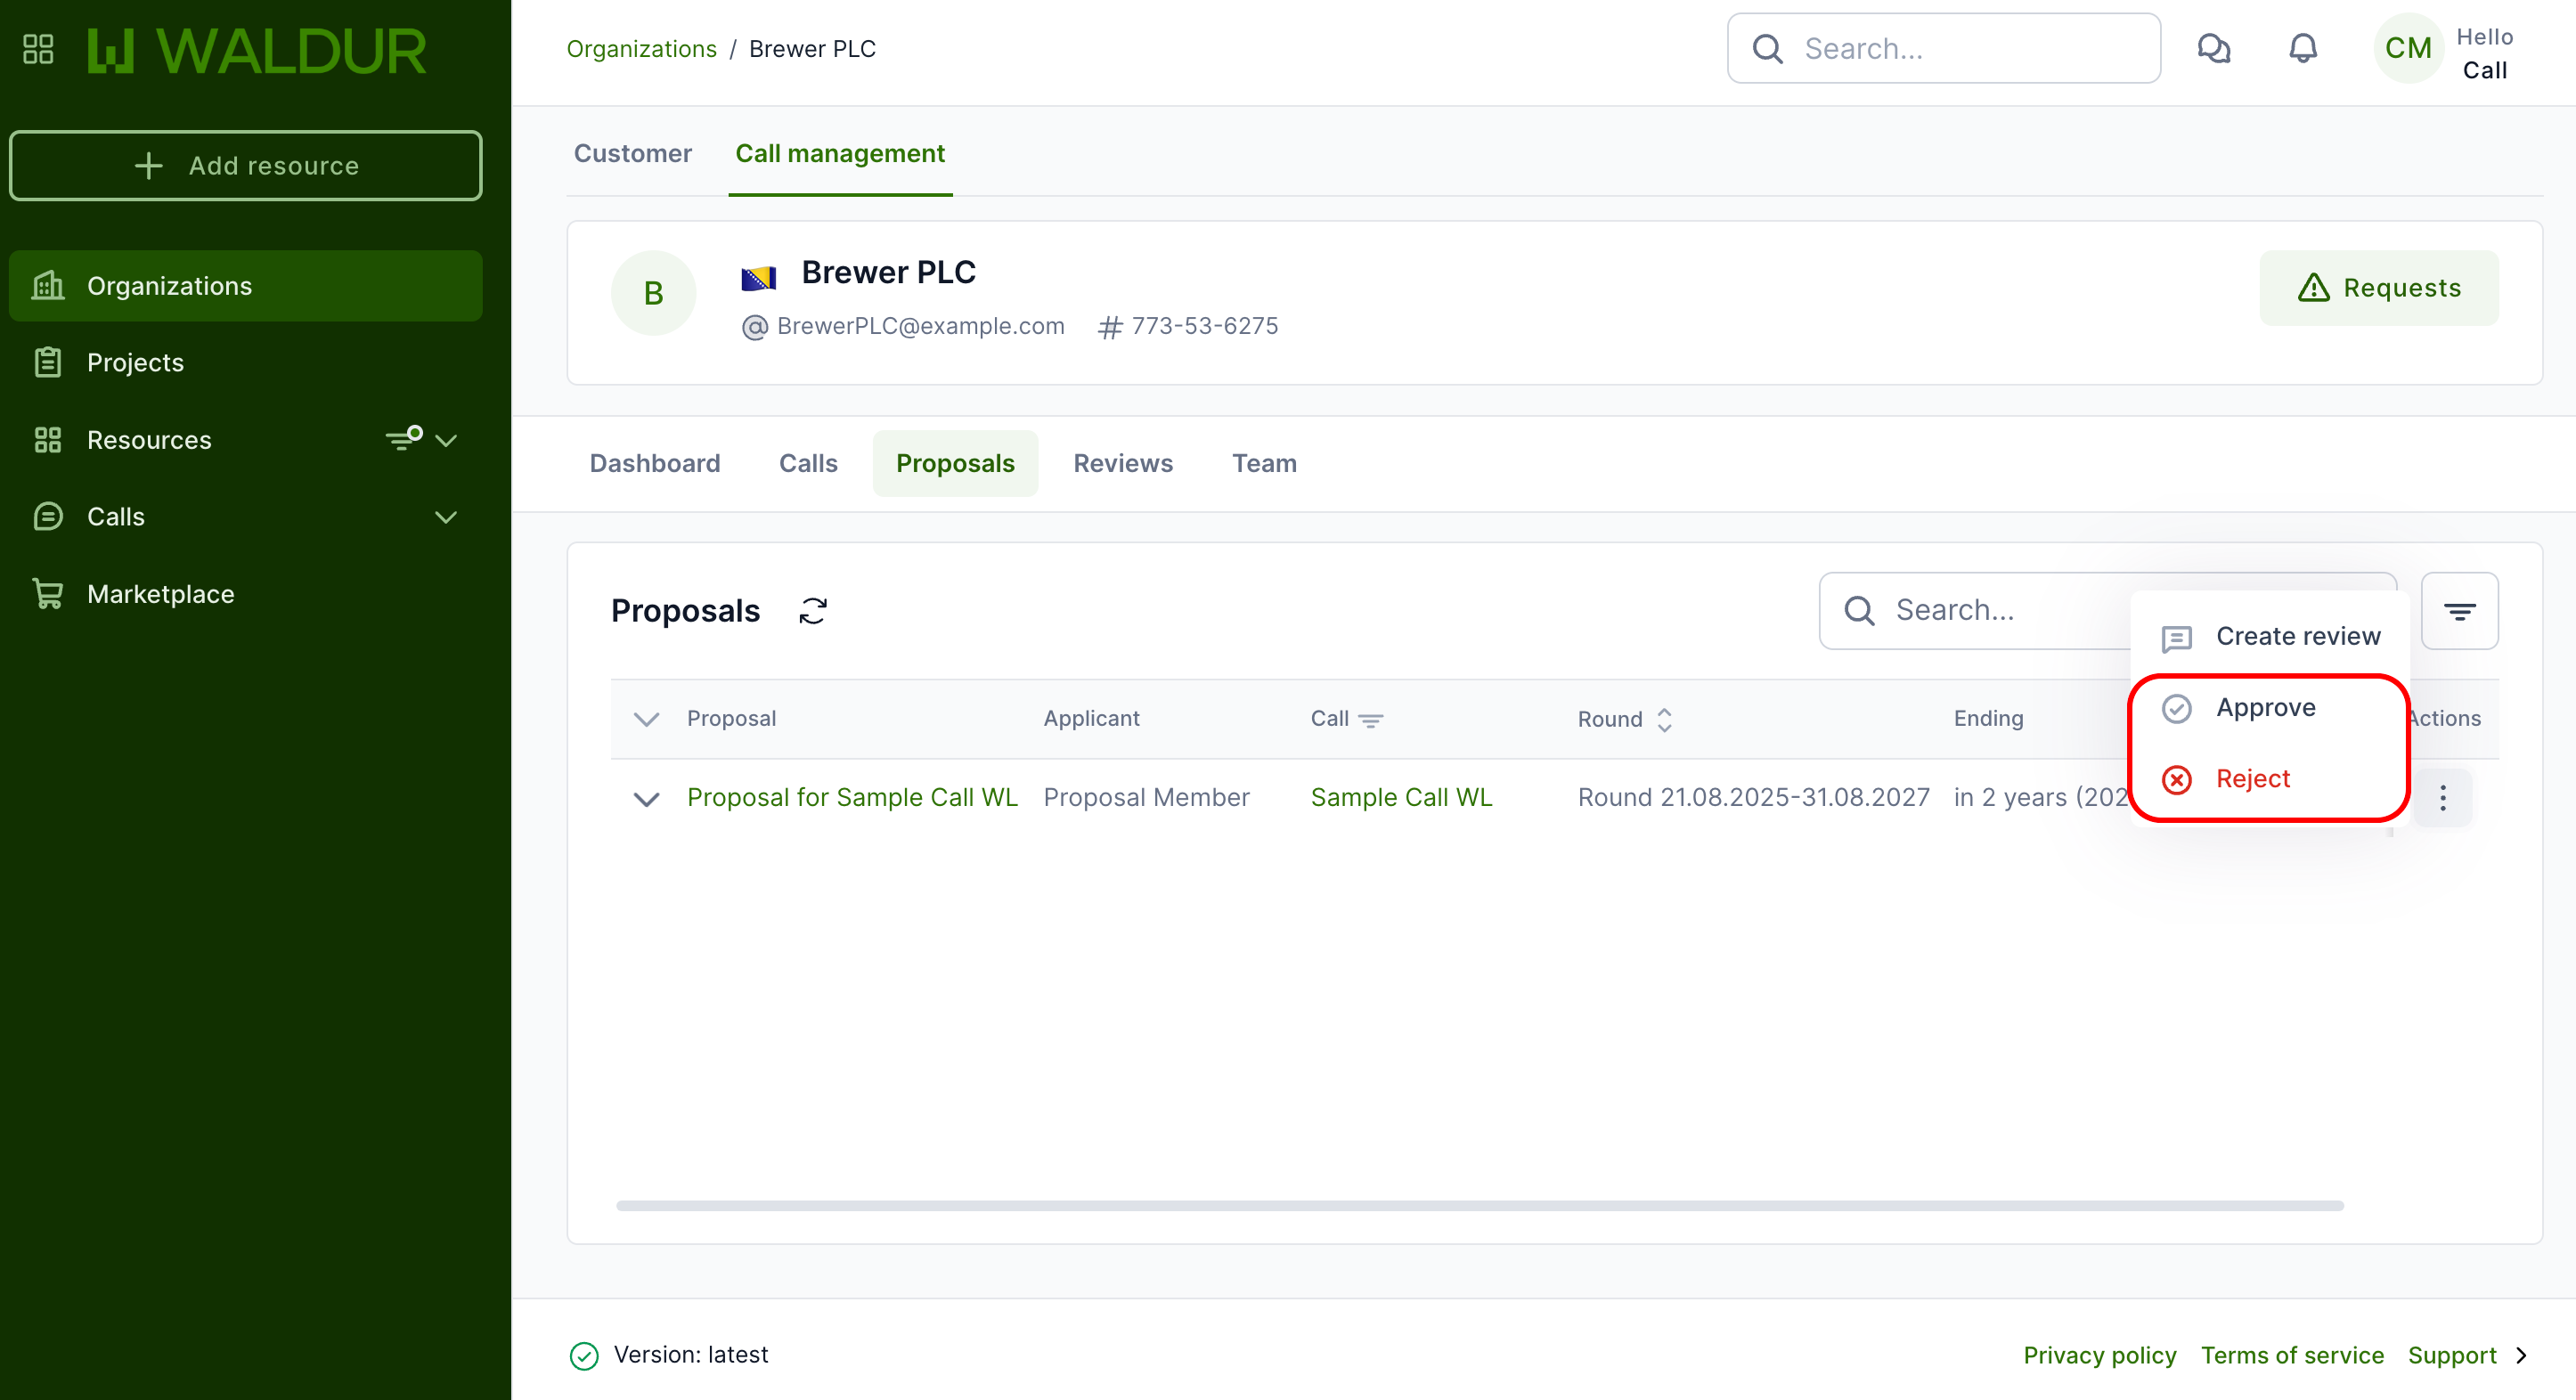 WALDUR
Organizations / Brewer PLC
Search...
CM
Hello
Call
Add resource
Organizations
Projects
Resources
Calls
Marketplace
Customer
Call management
B
Brewer PLC
BrewerPLC@example.com
# 773-53-6275
Requests
Dashboard
Calls
Proposals
Reviews
Team
Proposals
Search...
Create review
Approve
Reject
Proposal
Applicant
Call
Round
Ending
Actions
Proposal for Sample Call WL
Proposal Member
Sample Call WL
Round 21.08.2025-31.08.2027
in 2 years (202
Version: latest
Privacy policy
Terms of service
Support